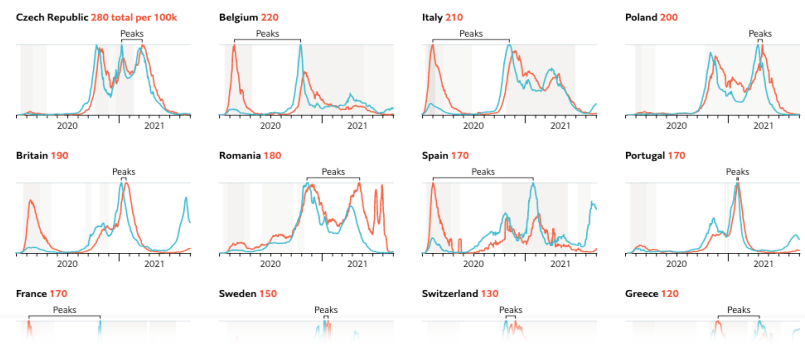 Czech Republic 280 total per 100k
Belgium 220
Italy 210
Poland 200
Peaks
Peaks
Peaks
Peaks
2020 2021
2020 2021
2020 2021
2020 2021
Britain 190
Romania 180
Spain 170
Portugal 170
Peaks
Peaks
Peaks
Peaks
2020 2021
2020 2021
2020 2021
2020 2021
France 170
Sweden 150
Switzerland 130
Greece 120
Peaks
Peaks
Peaks
Peaks